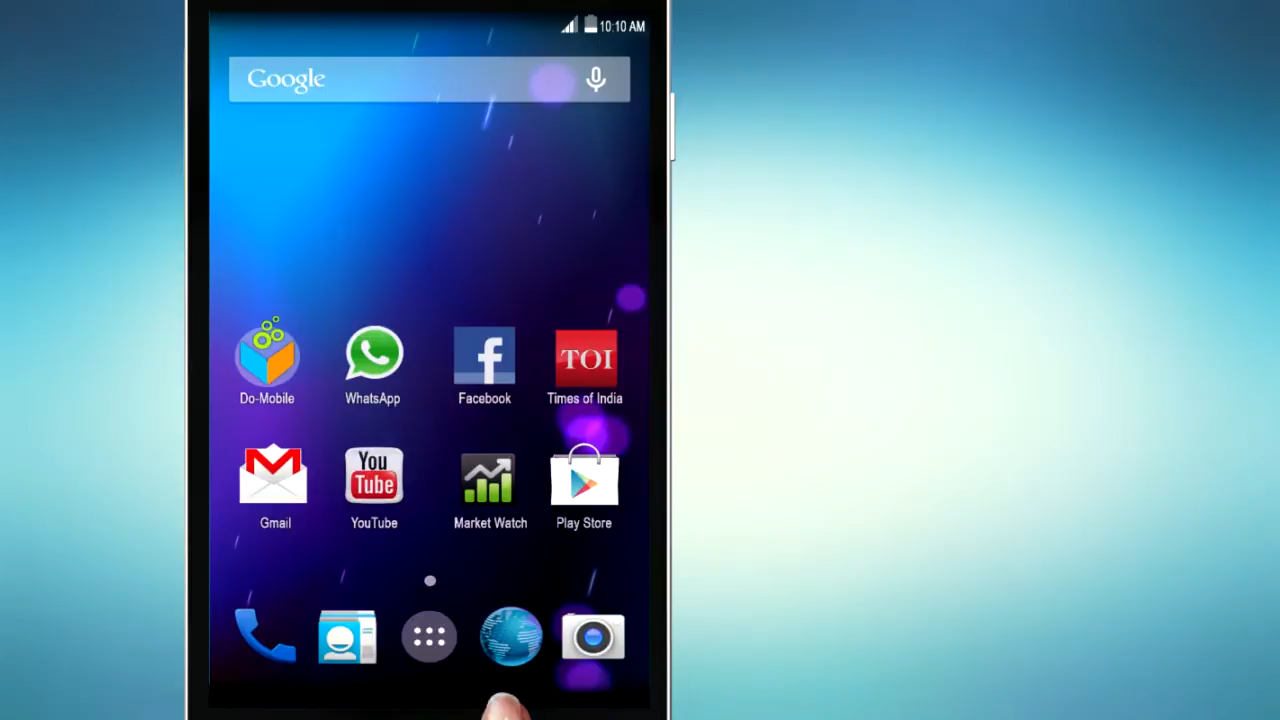 10:10 AM
Google
TOI
Do-Mobile
WhatsApp
Facebook
Times of India
You
Tube
Gmail
YouTube
Market Watch
Play Store